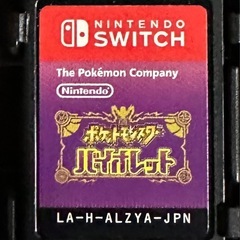 NINTENDO
SWITCH
The Pokémon Company
Nintendo
ポケットモンスター
バイオレット
LA-H-ALZYA-JPN